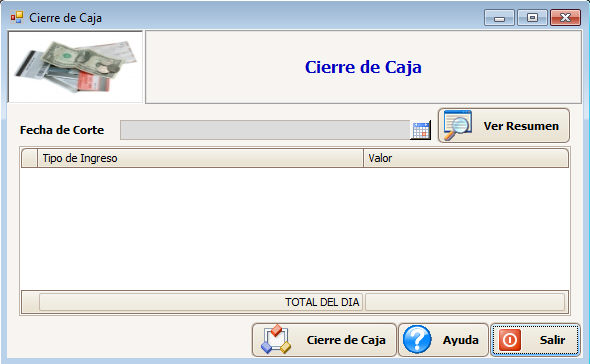 Cierre de Caja
Cierre de Caja
Fecha de Corte
Ver Resumen
Tipo de Ingreso Valor
TOTAL DEL DIA
Cierre de Caja Ayuda Salir